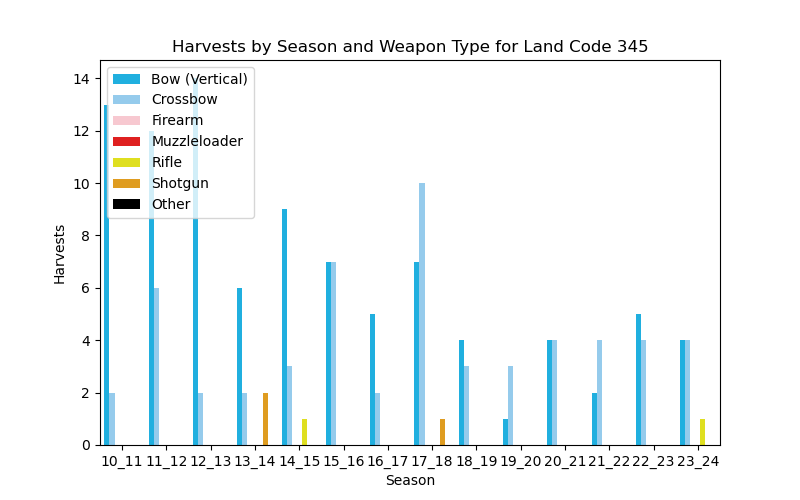 Harvests by Season and Weapon Type for Land Code 345
14
12
10
8
6
4
2
0
Harvests
Bow (Vertical)
Crossbow
Firearm
Muzzleloader
Rifle
Shotgun
Other
10_11 11_12 12_13 13_14 14_15 15_16 16_17 17_18 18_19 19_20 20_21 21_22 22_23 23_24
Season